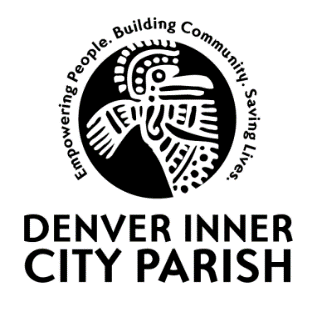 Empowering People. Building Community. Saving Lives.
DENVER INNER
CITY PARISH